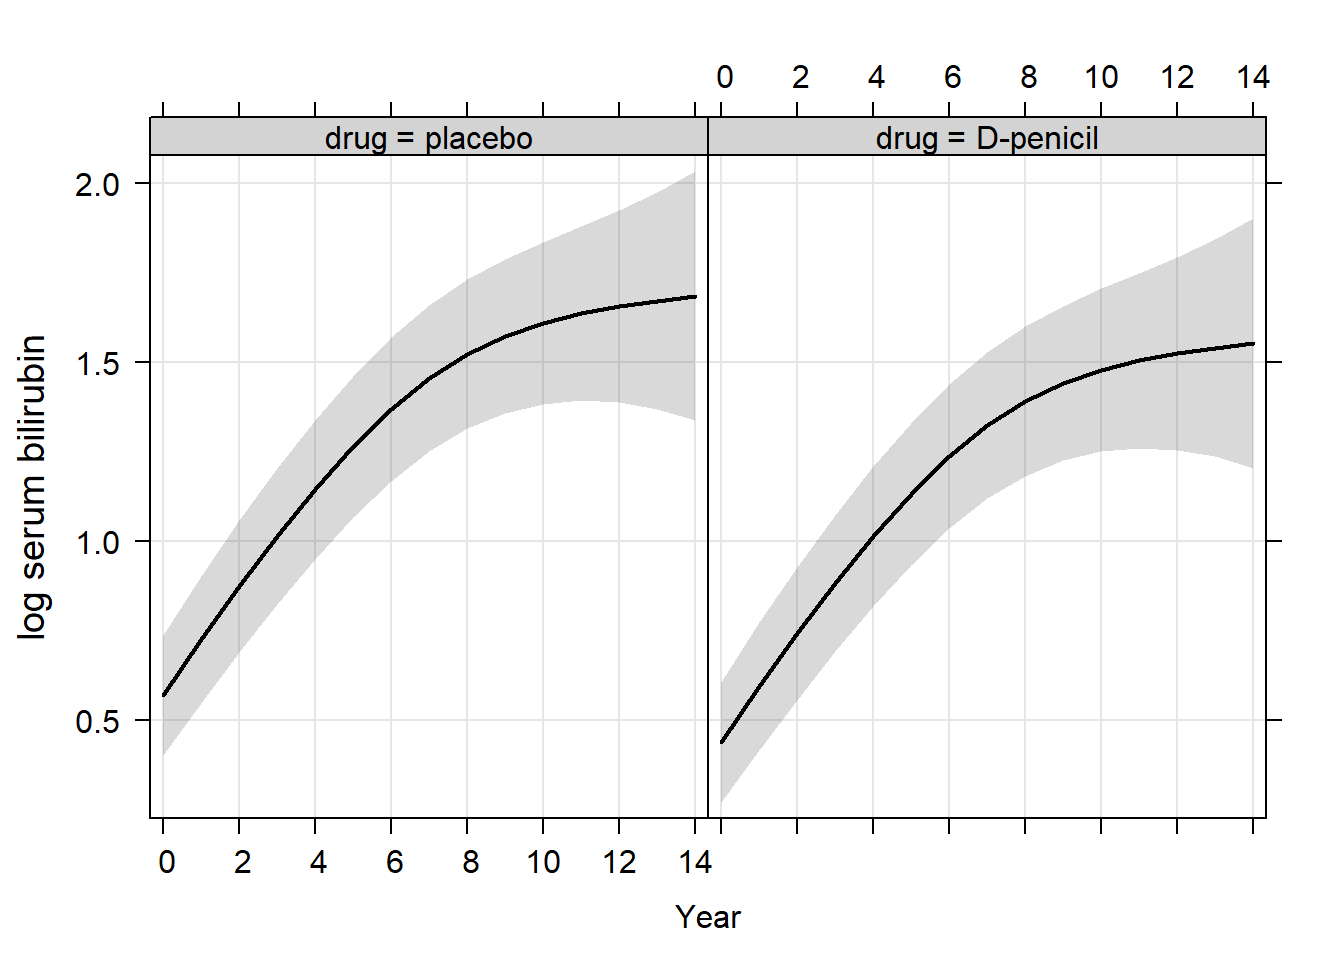 0 2 4 6 8 10 12 14
drug = placebo
drug = D-penicil
2.0
1.5
1.0
0.5
log serum bilirubin
0 2 4 6 8 10 12 14
Year